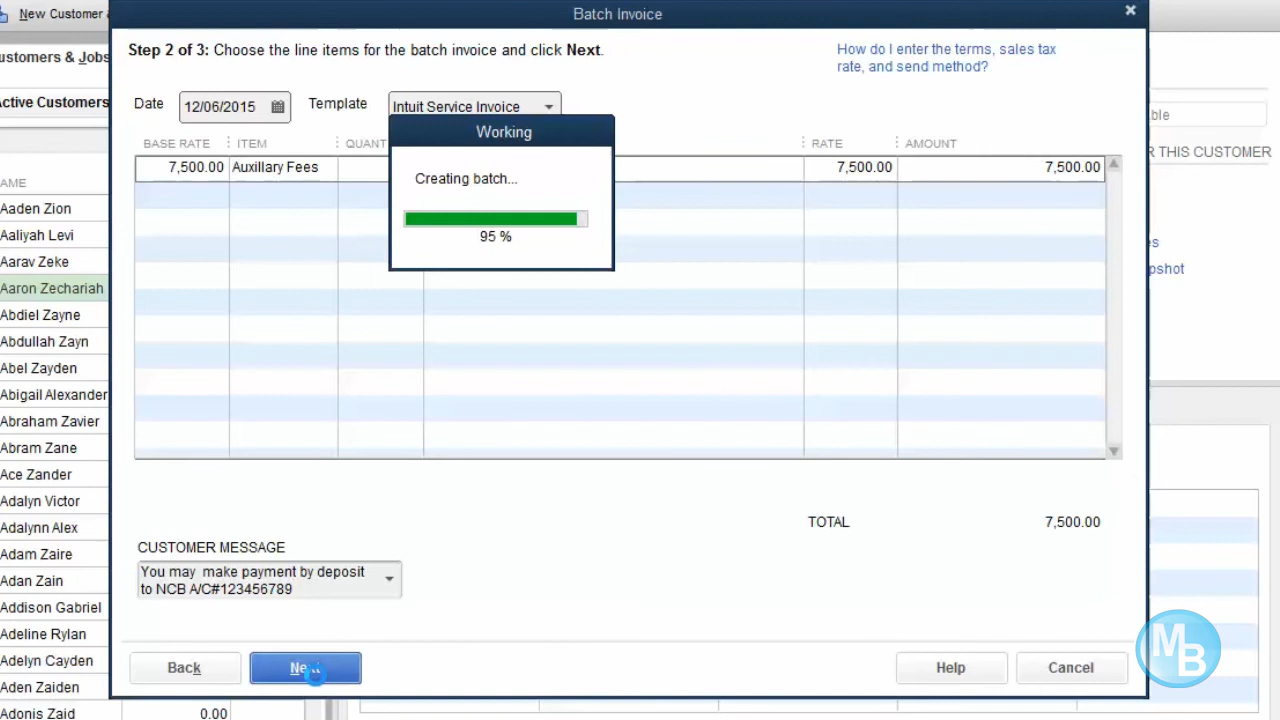 New Customer &
Batch Invoice
Step 2 of 3: Choose the line items for the batch invoice and click Next.
How do I enter the terms, sales tax
rate, and send method?
ustomers & Jobs
ctive Customers
Date
12/06/2015
Template
Intuit Service Invoice
ble
BASE RATE
ITEM
QUANT
RATE
AMOUNT
R THIS CUSTOMER
7,500.00
Auxillary Fees
7,500.00
7,500.00
Working
Creating batch...
95 %
AME
Aaden Zion
Aaliyah Levi
Aarav Zeke
Aaron Zechariah
Abdiel Zayne
Abdullah Zayn
Abel Zayden
Abigail Alexander
Abraham Zavier
Abram Zane
Ace Zander
Adalyn Victor
Adalynn Alex
Adam Zaire
Adan Zain
Addison Gabriel
Adeline Rylan
Adelyn Cayden
Aden Zaiden
Adonis Zaid
0.00
es
pshot
TOTAL
7,500.00
CUSTOMER MESSAGE
You may make payment by deposit
to NCB A/C#123456789
Back
Next
Help
Cancel
MB